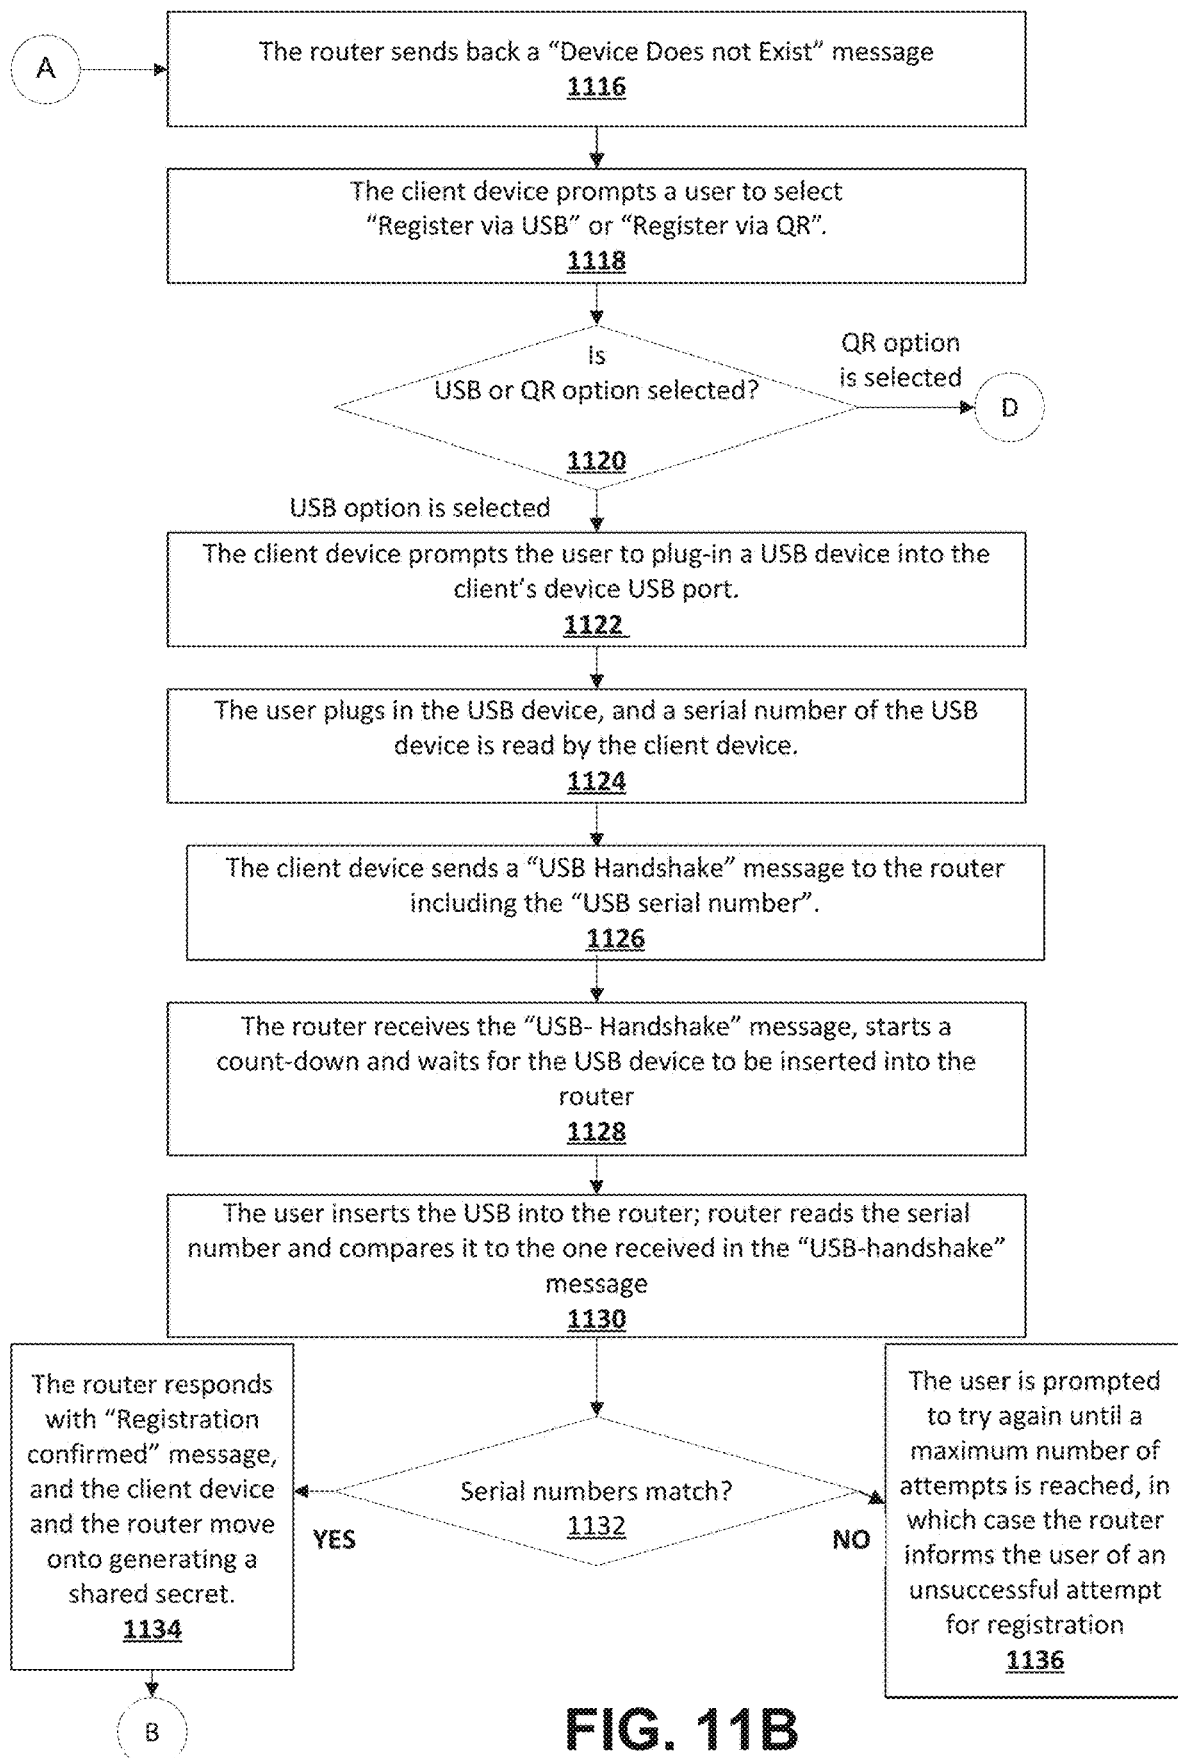 A
The router sends back a “Device Does not Exist” message
1116
The client device prompts a user to select
“Register via USB” or “Register via QR”.
1118
Is
USB or QR option selected?
1120
QR option
is selected
D
USB option is selected
The client device prompts the user to plug-in a USB device into the
client's device USB port.
1122
The user plugs in the USB device, and a serial number of the USB
device is read by the client device.
1124
The client device sends a “USB Handshake” message to the router
including the “USB serial number”.
1126
The router receives the “USB- Handshake” message, starts a
count-down and waits for the USB device to be inserted into the
router
1128
The user inserts the USB into the router; router reads the serial
number and compares it to the one received in the “USB-handshake”
message
1130
Serial numbers match?
1132
YES
NO
The router responds
with “Registration
confirmed” message,
and the client device
and the router move
onto generating a
shared secret.
1134
B
The user is prompted
to try again until a
maximum number of
attempts is reached, in
which case the router
informs the user of an
unsuccessful attempt
for registration
1136
FIG. 11B